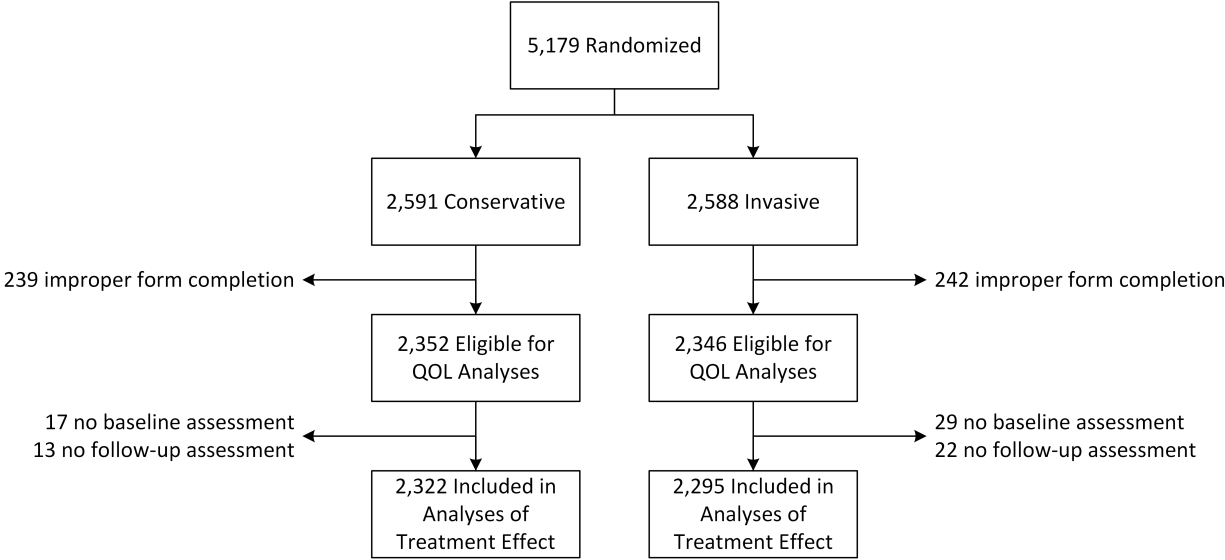 5,179 Randomized
2,591 Conservative
2,588 Invasive
239 improper form completion
242 improper form completion
2,352 Eligible for
QOL Analyses
2,346 Eligible for
QOL Analyses
17 no baseline assessment
13 no follow-up assessment
29 no baseline assessment
22 no follow-up assessment
2,322 Included in
Analyses of
Treatment Effect
2,295 Included in
Analyses of
Treatment Effect